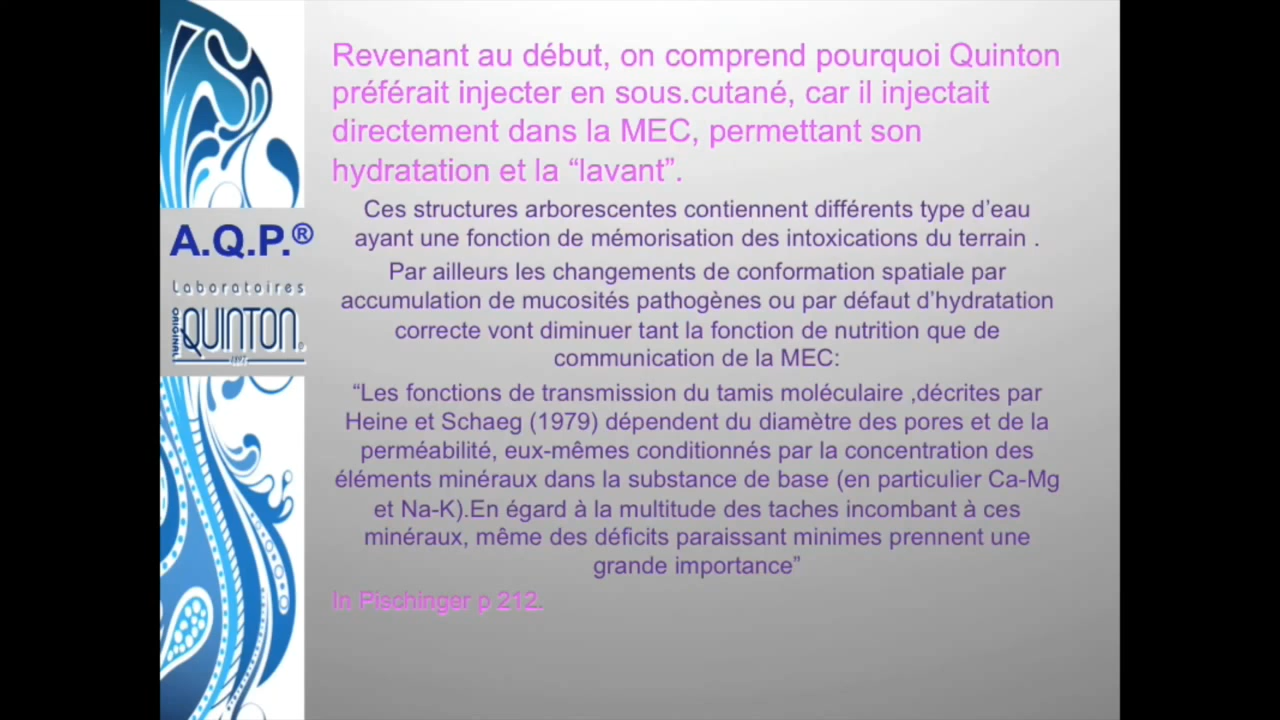 Revenant au début, on comprend pourquoi Quinton
préférait injecter en sous.cutané, car il injectait
directement dans la MEC, permettant son
hydratation et la “lavant”.
Ces structures arborescentes contiennent différents type d’eau
ayant une fonction de mémorisation des intoxications du terrain .
Par ailleurs les changements de conformation spatiale par
accumulation de mucosités pathogènes ou par défaut d’hydratation
correcte vont diminuer tant la fonction de nutrition que de
communication de la MEC:
“Les fonctions de transmission du tamis moléculaire ,décrites par
Heine et Schaeg (1979) dépendent du diamètre des pores et de la
perméabilité, eux-mêmes conditionnés par la concentration des
éléments minéraux dans la substance de base (en particulier Ca-Mg
et Na-K).En égard à la multitude des taches incombant à ces
minéraux, même des déficits paraissant minimes prennent une
grande importance”
In Pischinger p 212.
A.Q.P.®
Laboratoires
ORIGINAL
QUINTON®